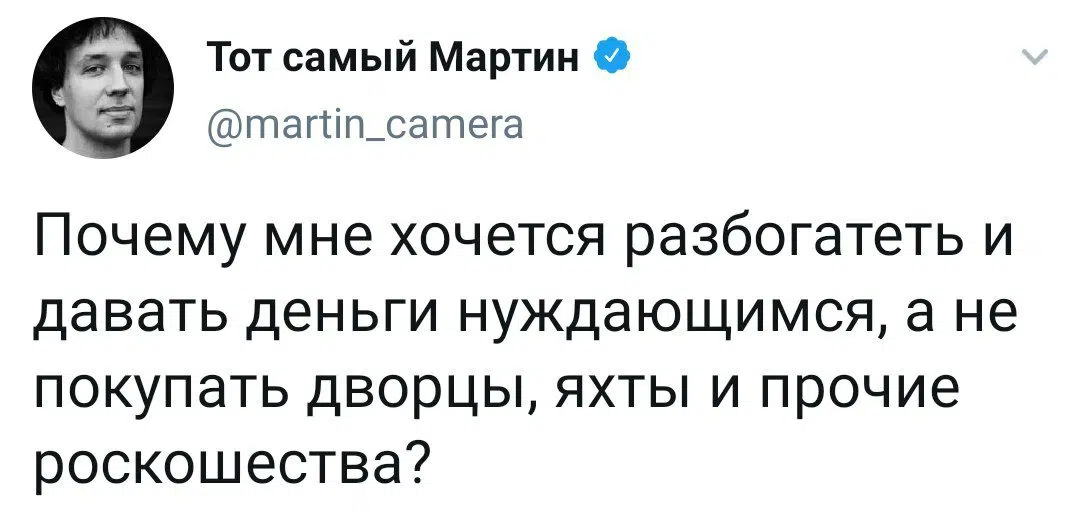 Тот самый Мартин
@martin_camera
Почему мне хочется разбогатеть и
давать деньги нуждающимся, а не
покупать дворцы, яхты и прочие
роскошества?